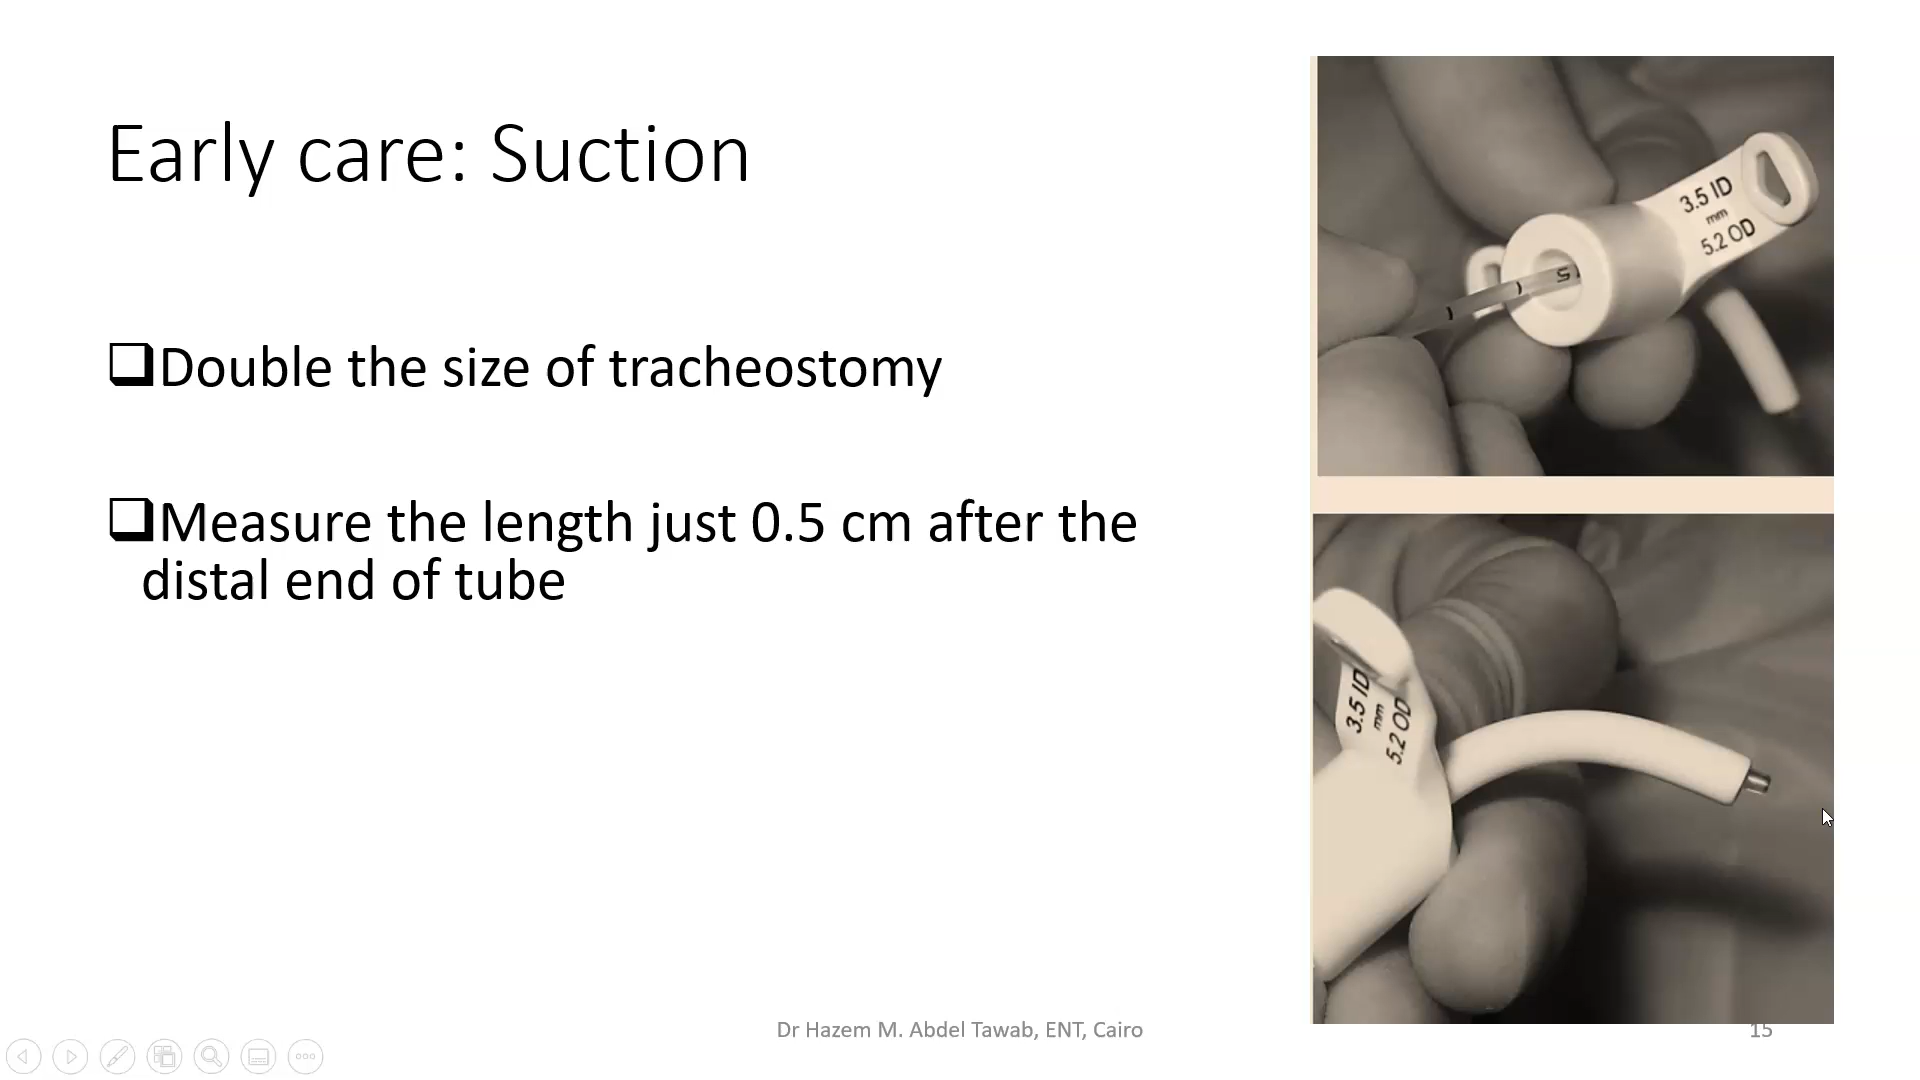 Early care: Suction
❑Double the size of tracheostomy
❑Measure the length just 0.5 cm after the
distal end of tube
3.5 ID
mm
5.2 OD
5
3.5 ID
mm
5.2 OD
Dr Hazem M. Abdel Tawab, ENT, Cairo
15